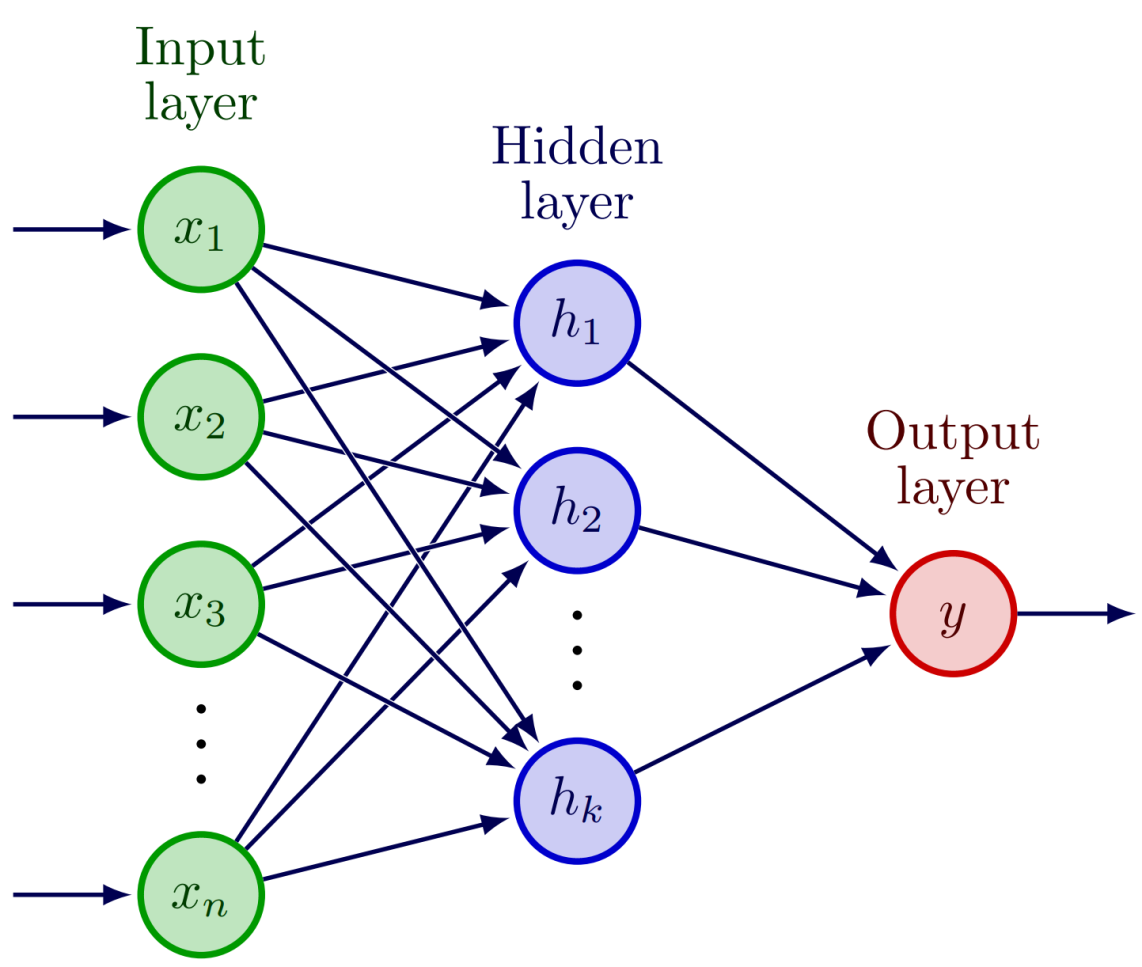 Input
layer
Hidden
layer
Output
layer
x₁
x₂
x₃
xₙ
h₁
h₂
hₖ
y